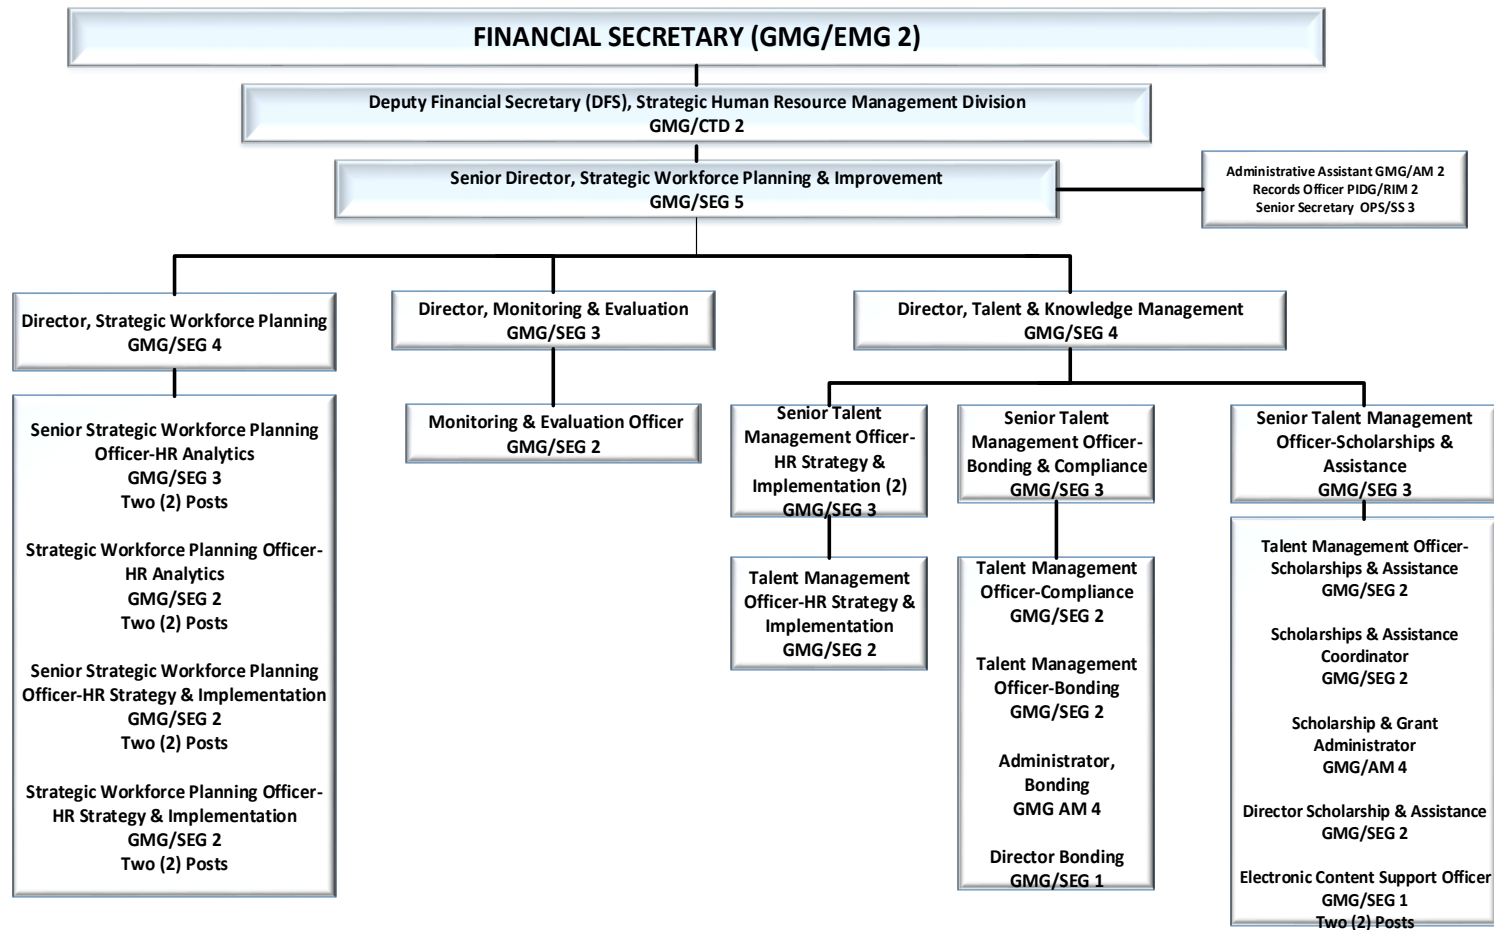 FINANCIAL SECRETARY (GMG/EMG 2)
Deputy Financial Secretary (DFS), Strategic Human Resource Management Division
GMG/CTD 2
Senior Director, Strategic Workforce Planning & Improvement
GMG/SEG 5
Administrative Assistant GMG/AM 2
Records Officer PIDG/RIM 2
Senior Secretary OPS/SS 3
Director, Strategic Workforce Planning
GMG/SEG 4
Director, Monitoring & Evaluation
GMG/SEG 3
Director, Talent & Knowledge Management
GMG/SEG 4
Senior Strategic Workforce Planning
Officer-HR Analytics
GMG/SEG 3
Two (2) Posts
Strategic Workforce Planning Officer-
HR Analytics
GMG/SEG 2
Two (2) Posts
Senior Strategic Workforce Planning
Officer-HR Strategy & Implementation
GMG/SEG 2
Two (2) Posts
Strategic Workforce Planning Officer-
HR Strategy & Implementation
GMG/SEG 2
Two (2) Posts
Monitoring & Evaluation Officer
GMG/SEG 2
Senior Talent
Management Officer-
HR Strategy &
Implementation (2)
GMG/SEG 3
Talent Management
Officer-HR Strategy &
Implementation
GMG/SEG 2
Senior Talent
Management Officer-
Bonding & Compliance
GMG/SEG 3
Talent Management
Officer-Compliance
GMG/SEG 2
Talent Management
Officer-Bonding
GMG/SEG 2
Administrator,
Bonding
GMG AM 4
Director Bonding
GMG/SEG 1
Senior Talent Management
Officer-Scholarships &
Assistance
GMG/SEG 3
Talent Management Officer-
Scholarships & Assistance
GMG/SEG 2
Scholarships & Assistance
Coordinator
GMG/SEG 2
Scholarship & Grant
Administrator
GMG/AM 4
Director Scholarship & Assistance
GMG/SEG 2
Electronic Content Support Officer
GMG/SEG 1
Two (2) Posts